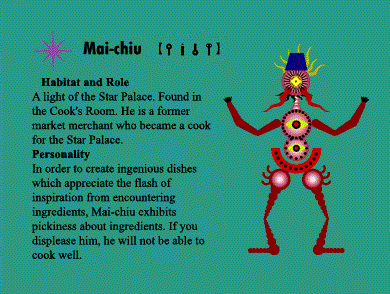 Mai-chiu
Habitat and Role
A light of the Star Palace. Found in
the Cook's Room. He is a former
market merchant who became a cook
for the Star Palace.
Personality
In order to create ingenious dishes
which appreciate the flash of
inspiration from encountering
ingredients, Mai-chiu exhibits
pickiness about ingredients. If you
displease him, he will not be able to
cook well.